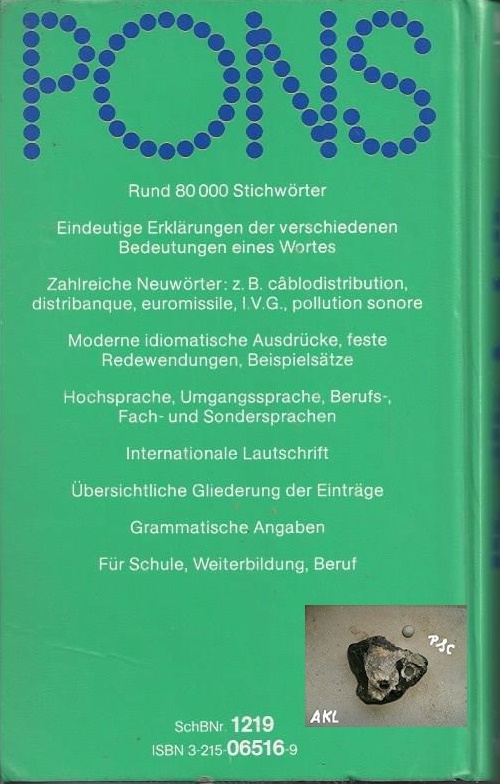 PONS
Rund 80 000 Stichwörter
Eindeutige Erklärungen der verschiedenen
Bedeutungen eines Wortes
Zahlreiche Neuwörter: z. B. câblodistribution,
distribanque, euromissile, I.V.G., pollution sonore
Moderne idiomatische Ausdrücke, feste
Redewendungen, Beispielsätze
Hochsprache, Umgangssprache, Berufs-,
Fach- und Sondersprachen
Internationale Lautschrift
Übersichtliche Gliederung der Einträge
Grammatische Angaben
Für Schule, Weiterbildung, Beruf
PSC
AKL
SchBNr. 1219
ISBN 3-215-06516-9